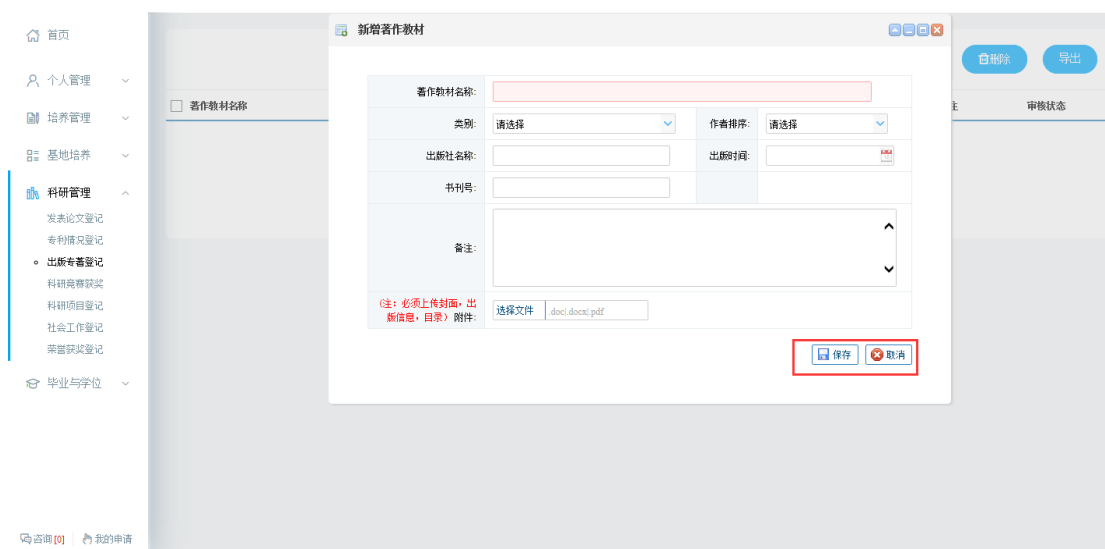 首页
个人管理
培养管理
基地培养
科研管理
发表论文登记
专利情况登记
出版专著登记
科研竞赛获奖
科研项目登记
社会工作登记
荣誉获奖登记
毕业与学位
咨询[0] 我的申请
删除 导出
著作教材名称 审核状态
新增著作教材
著作教材名称:
类别: 请选择 作者排序: 请选择
出版社名称: 出版时间:
书刊号:
备注:
(注：必须上传封面，出
版信息，目录) 附件: 选择文件 .doc|.docx|.pdf
保存 取消